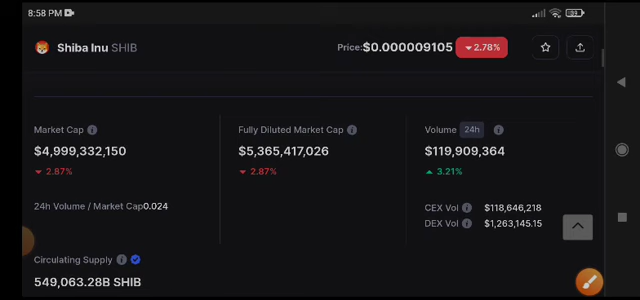 8:58 PM
Shiba Inu SHIB
Price:$0.000009105 2.78%
Market Cap
$4,999,332,150
2.87%
24h Volume / Market Cap0.024
Fully Diluted Market Cap
$5,365,417,026
2.87%
Volume 24h
$119,909,364
3.21%
CEX Vol $118,646,218
DEX Vol $1,263,145.15
Circulating Supply
549,063.28B SHIB